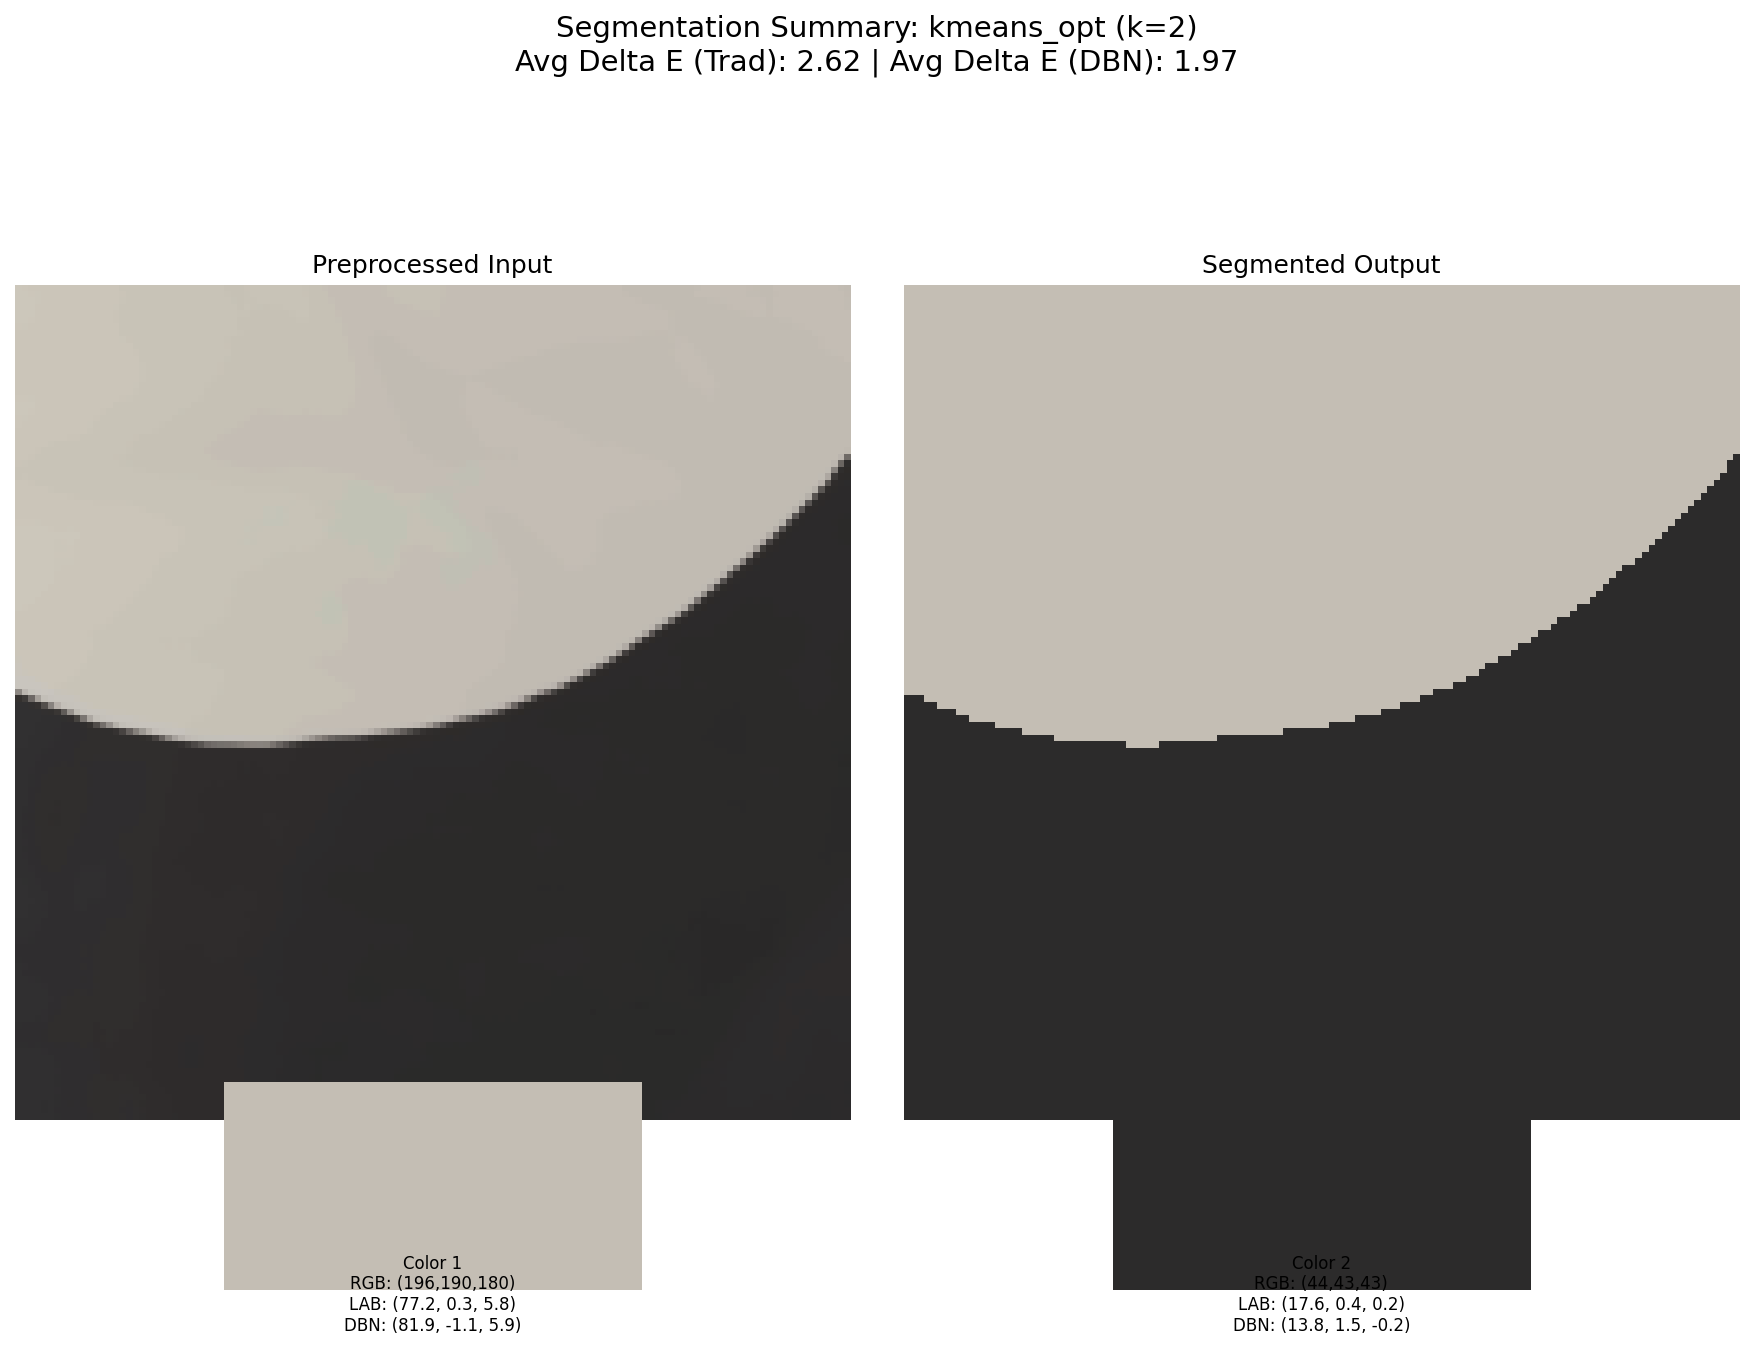 Segmentation Summary: kmeans_opt (k=2)
Avg Delta E (Trad): 2.62 | Avg Delta E (DBN): 1.97
Preprocessed Input
Segmented Output
Color 1
RGB: (196,190,180)
LAB: (77.2, 0.3, 5.8)
DBN: (81.9, -1.1, 5.9)
Color 2
RGB: (44,43,43)
LAB: (17.6, 0.4, 0.2)
DBN: (13.8, 1.5, -0.2)